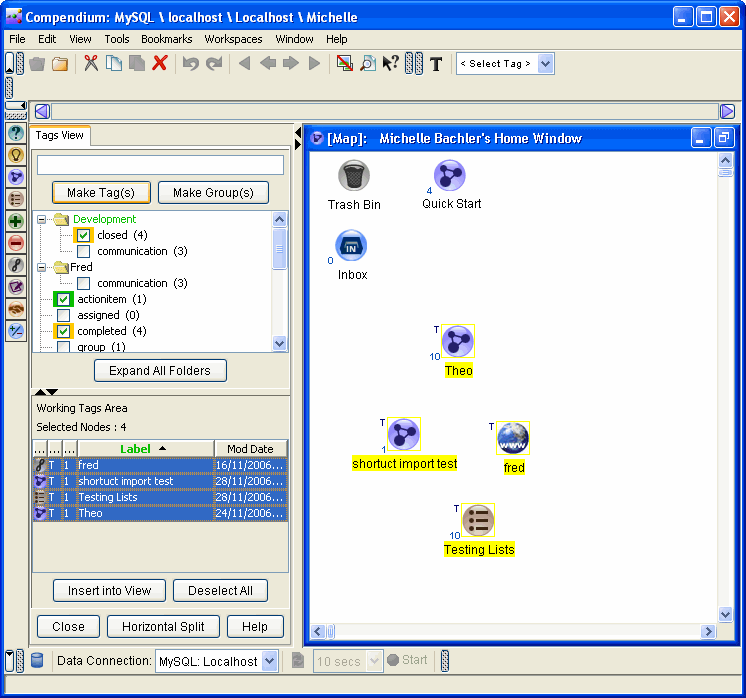 Compendium: MySQL \ localhost \ Localhost \ Michelle
File Edit View Tools Bookmarks Workspaces Window Help
T < Select Tag >
Tags View
Make Tag(s) Make Group(s)
Development
closed (4)
communication (3)
Fred
communication (3)
actionitem (1)
assigned (0)
completed (4)
group (1)
Expand All Folders
Working Tags Area
Selected Nodes : 4
... ... ... Label Mod Date
T 1 fred 16/11/2006...
T 1 shortuct import test 28/11/2006...
T 1 Testing Lists 28/11/2006...
T 1 Theo 24/11/2006...
Insert into View Deselect All
Close Horizontal Split Help
[Map]: Michelle Bachler's Home Window
Trash Bin
4
Quick Start
IN
0
Inbox
T
10
Theo
T
1
shortuct import test
T
WWW
fred
T
10
Testing Lists
Data Connection: MySQL: Localhost 10 secs Start